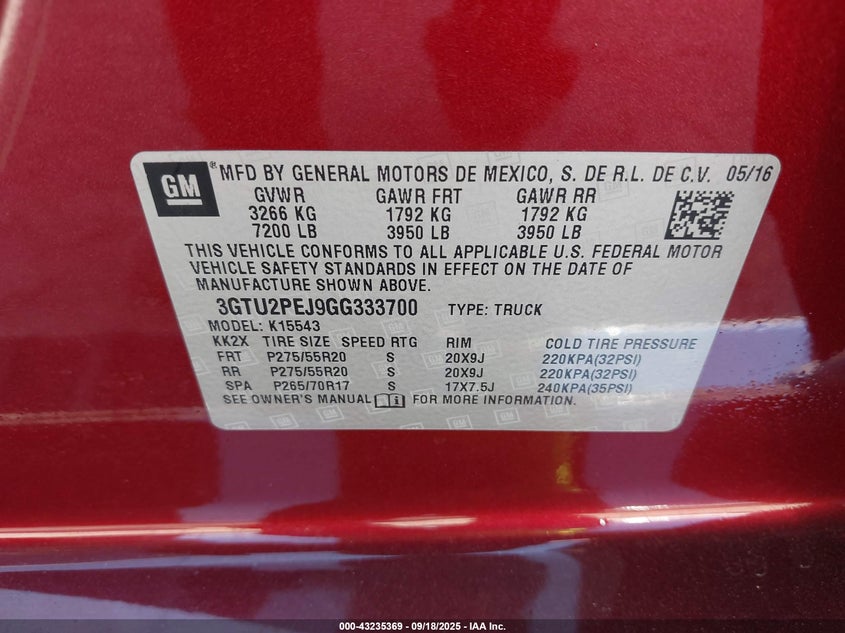 GM ® MFD BY GENERAL MOTORS DE MEXICO, S. DE R.L. DE C.V. 05/16
GVWR GAWR FRT GAWR RR
3266 KG 1792 KG 1792 KG
7200 LB 3950 LB 3950 LB
THIS VEHICLE CONFORMS TO ALL APPLICABLE U.S. FEDERAL MOTOR
VEHICLE SAFETY STANDARDS IN EFFECT ON THE DATE OF
MANUFACTURE SHOWN ABOVE.
3GTU2PEJ9GG333700 TYPE: TRUCK
MODEL: K15543
KK2X TIRE SIZE SPEED RTG RIM COLD TIRE PRESSURE
FRT P275/55R20 S 20X9J 220KPA(32PSI)
RR P275/55R20 S 20X9J 220KPA(32PSI)
SPA P265/70R17 S 17X7.5J 240KPA(35PSI)
SEE OWNER'S MANUAL i FOR MORE INFORMATION.
000-43235369 - 09/18/2025 - IAA Inc.